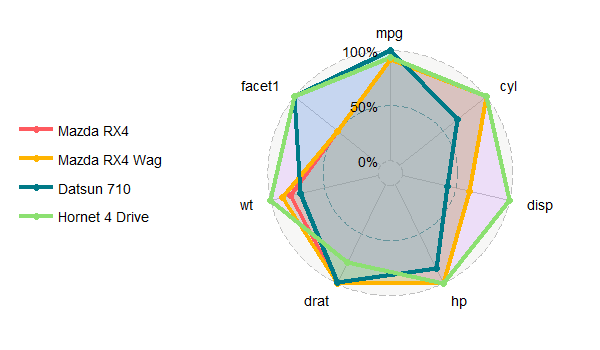 mpg
100%
facet1
cyl
50%
Mazda RX4
Mazda RX4 Wag
0%
Datsun 710
wt
disp
Hornet 4 Drive
drat
hp